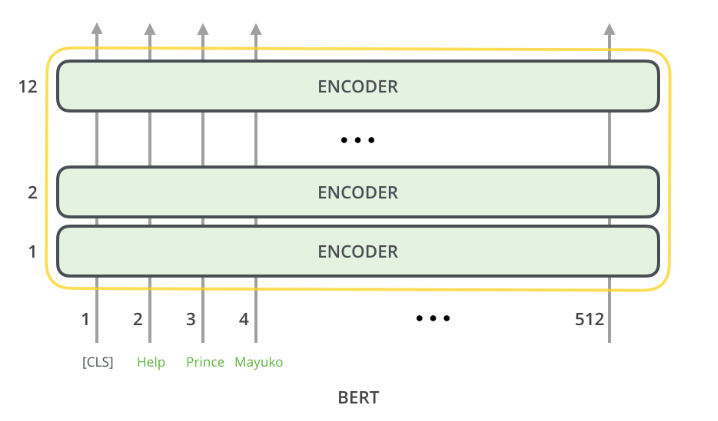 12 ENCODER
...
2 ENCODER
1 ENCODER
1 2 3 4 ... 512
[CLS] Help Prince Mayuko
BERT